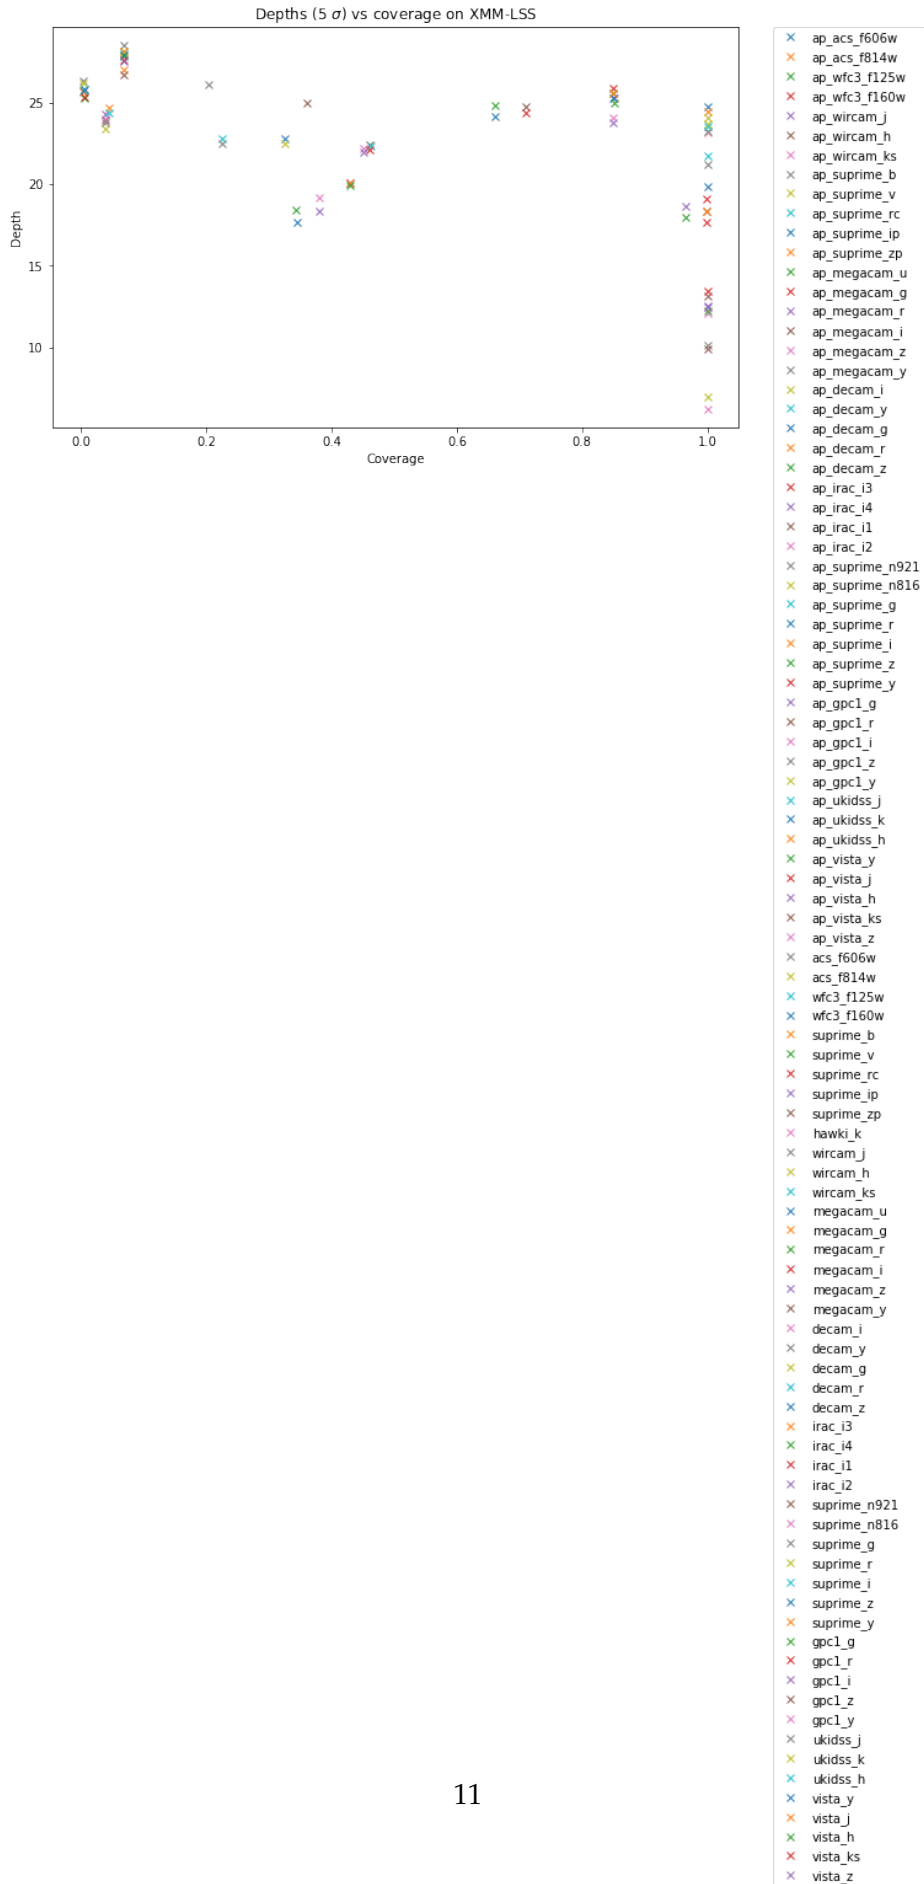 Depths (5 σ) vs coverage on XMM-LSS
Depth
25
20
15
10
0.0 0.2 0.4 0.6 0.8 1.0
Coverage
ap_acs_f606w
ap_acs_f814w
ap_wfc3_f125w
ap_wfc3_f160w
ap_wircam_j
ap_wircam_h
ap_wircam_ks
ap_suprime_b
ap_suprime_v
ap_suprime_rc
ap_suprime_ip
ap_suprime_zp
ap_megacam_u
ap_megacam_g
ap_megacam_r
ap_megacam_i
ap_megacam_z
ap_megacam_y
ap_decam_i
ap_decam_y
ap_decam_g
ap_decam_r
ap_decam_z
ap_irac_i3
ap_irac_i4
ap_irac_i1
ap_irac_i2
ap_suprime_n921
ap_suprime_n816
ap_suprime_g
ap_suprime_r
ap_suprime_i
ap_suprime_z
ap_suprime_y
ap_gpc1_g
ap_gpc1_r
ap_gpc1_i
ap_gpc1_z
ap_gpc1_y
ap_ukidss_j
ap_ukidss_k
ap_ukidss_h
ap_vista_y
ap_vista_j
ap_vista_h
ap_vista_ks
ap_vista_z
acs_f606w
acs_f814w
wfc3_f125w
wfc3_f160w
suprime_b
suprime_v
suprime_rc
suprime_ip
suprime_zp
hawki_k
wircam_j
wircam_h
wircam_ks
megacam_u
megacam_g
megacam_r
megacam_i
megacam_z
megacam_y
decam_i
decam_y
decam_g
decam_r
decam_z
irac_i3
irac_i4
irac_i1
irac_i2
suprime_n921
suprime_n816
suprime_g
suprime_r
suprime_i
suprime_z
suprime_y
gpc1_g
gpc1_r
gpc1_i
gpc1_z
gpc1_y
ukidss_j
ukidss_k
ukidss_h
vista_y
vista_j
vista_h
vista_ks
vista_z
11